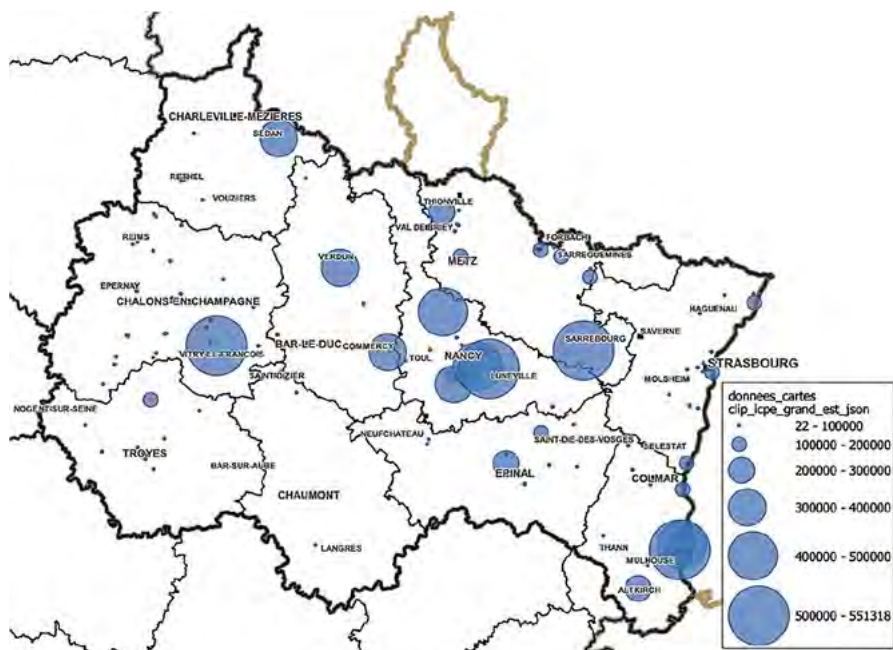 CHARLEVILLE-MEZIERES
SEDAN
RETHEL
VOUZIERS
THIONVILLE
VAL DE BRIEY
FORBACH
REIMS
SARREGUEMINES
VERDUN
METZ
EPERNAY
CHALONS-EN-CHAMPAGNE
HAGUENAU
SARREBOURG
SAVERNE
BAR-LE-DUC
COMMERCY
VITRY-LE-FRANCOIS
TOUL
NANCY
STRASBOURG
LUNEVILLE
SAINT-DIZIER
MOLSHEIM
NOGENT-SUR-SEINE
NEUFCHATEAU
SAINT-DIE-DES-VOSGES
SELESTAT
TROYES
BAR-SUR-AUBE
EPINAL
COLMAR
CHAUMONT
LANGRES
THANN
MULHOUSE
ALTKIRCH
donnees_cartes
clip_icpe_grand_est_json
22 - 100000
100000 - 200000
200000 - 300000
300000 - 400000
400000 - 500000
500000 - 551318